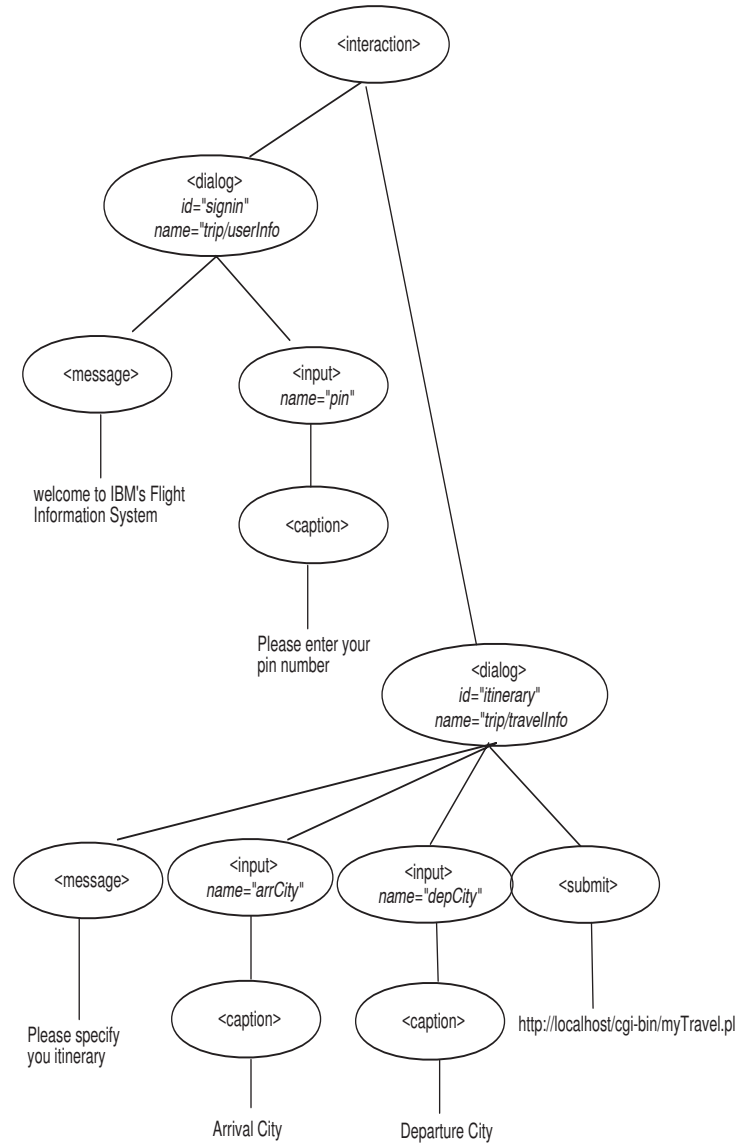 <interaction>
<dialog>
id="signin"
name="trip/userInfo
<message>
<input>
name="pin"
welcome to IBM's Flight
Information System
<caption>
Please enter your
pin number
<dialog>
id="itinerary"
name="trip/travelInfo
<message>
<input>
name="arrCity"
<input>
name="depCity"
<submit>
Please specify
you itinerary
<caption>
<caption>
http://localhost/cgi-bin/myTravel.pl
Arrival City
Departure City